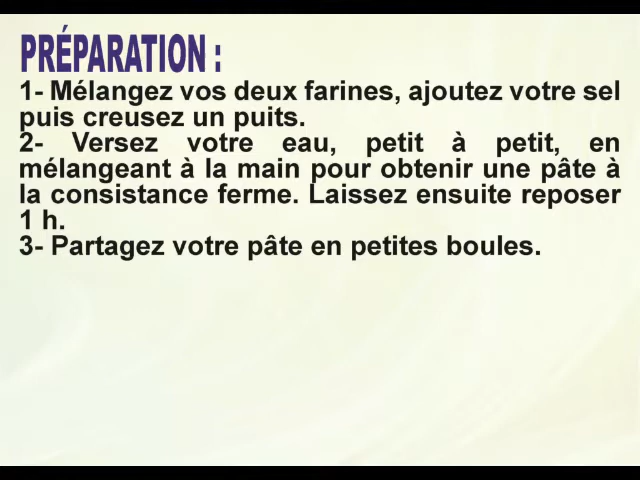 PRÉPARATION :
1- Mélangez vos deux farines, ajoutez votre sel
puis creusez un puits.
2- Versez votre eau, petit à petit, en
mélangeant à la main pour obtenir une pâte à
la consistance ferme. Laissez ensuite reposer
1 h.
3- Partagez votre pâte en petites boules.